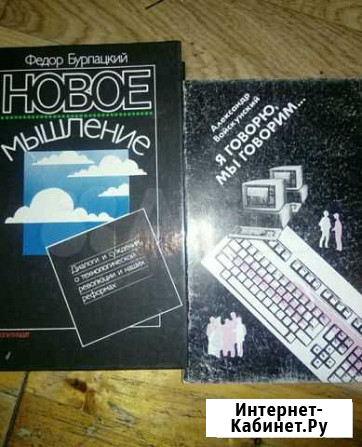 Федор Бурлацкий
НОВОЕ
мышление
Диалоги и суждения
о технологической
революции и наших
реформах
Александр
Войскунский
Я ГОВОРЮ,
МЫ ГОВОРИМ...
Интернет-
Кабинет.Ру